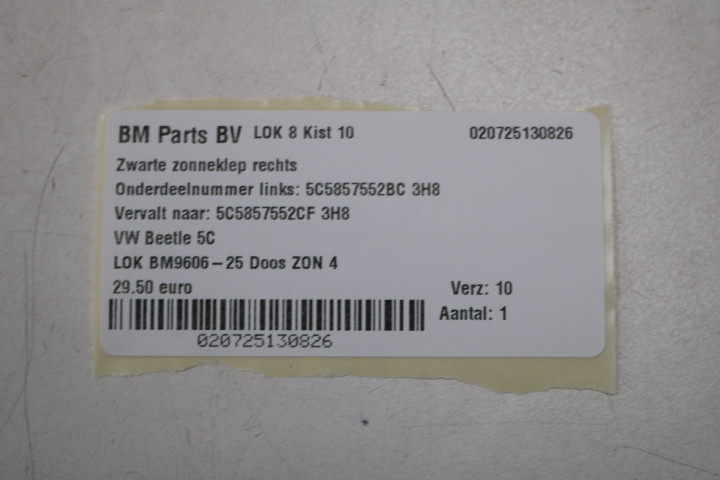 BM Parts BV LOK 8 Kist 10 020725130826
Zwarte zonneklep rechts
Onderdeelnummer links: 5C5857552BC 3H8
Vervalt naar: 5C5857552CF 3H8
VW Beetle 5C
LOK BM9606-25 Doos ZON 4
29.50 euro Verz: 10
Aantal: 1
020725130826